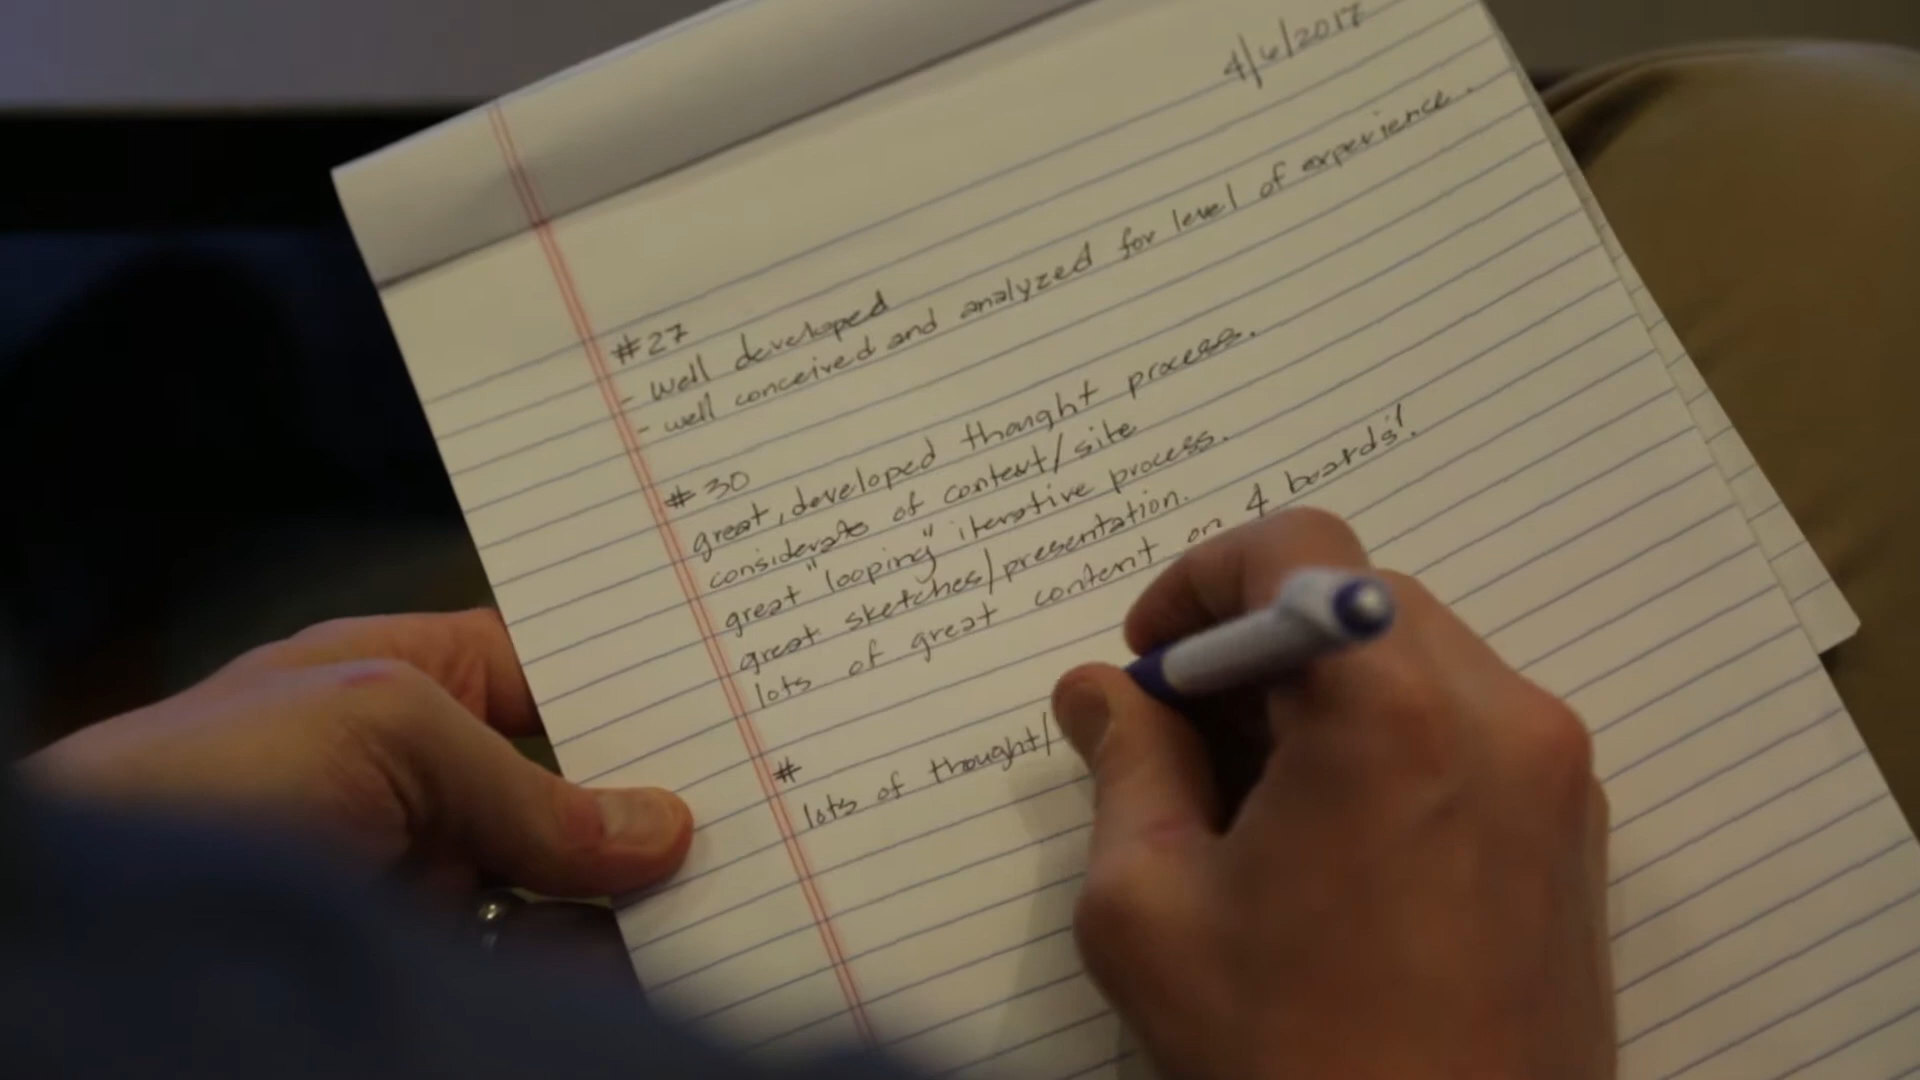 4/6/2017
#27
- well developed
- well conceived and analyzed for level of experience.
#30
great, developed thought process.
considerate of context/site
great "looping" iterative process.
great sketches/presentation.
lots of great content on 4 boards!.
#
lots of thought/